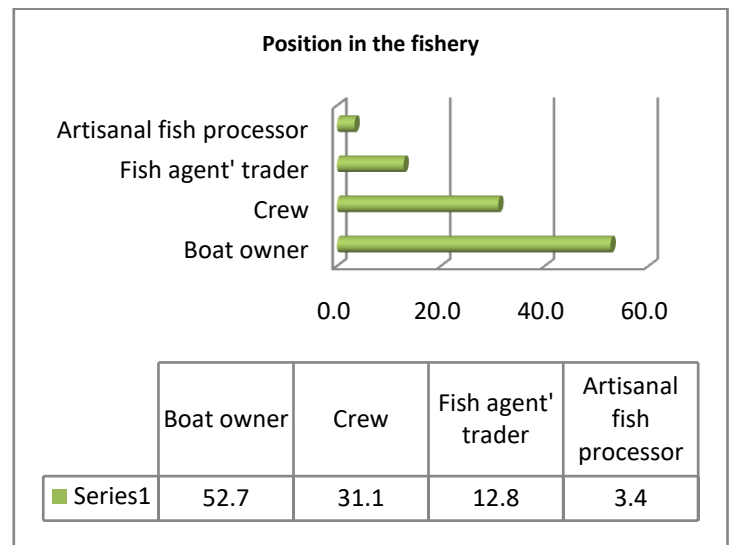 Position in the fishery
Artisanal fish processor
Fish agent' trader
Crew
Boat owner
0.0 20.0 40.0 60.0
Boat owner Crew Fish agent' trader Artisanal fish processor
Series1 52.7 31.1 12.8 3.4